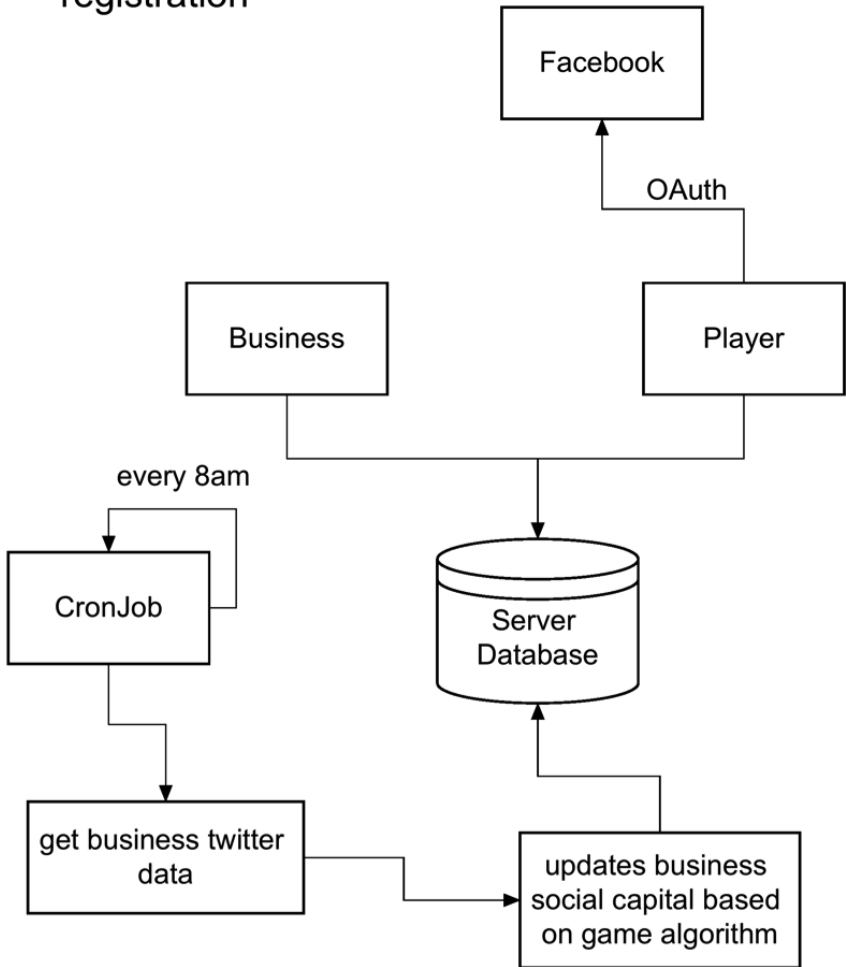 registration
Facebook
OAuth
Business
Player
every 8am
CronJob
Server
Database
get business twitter
data
updates business
social capital based
on game algorithm